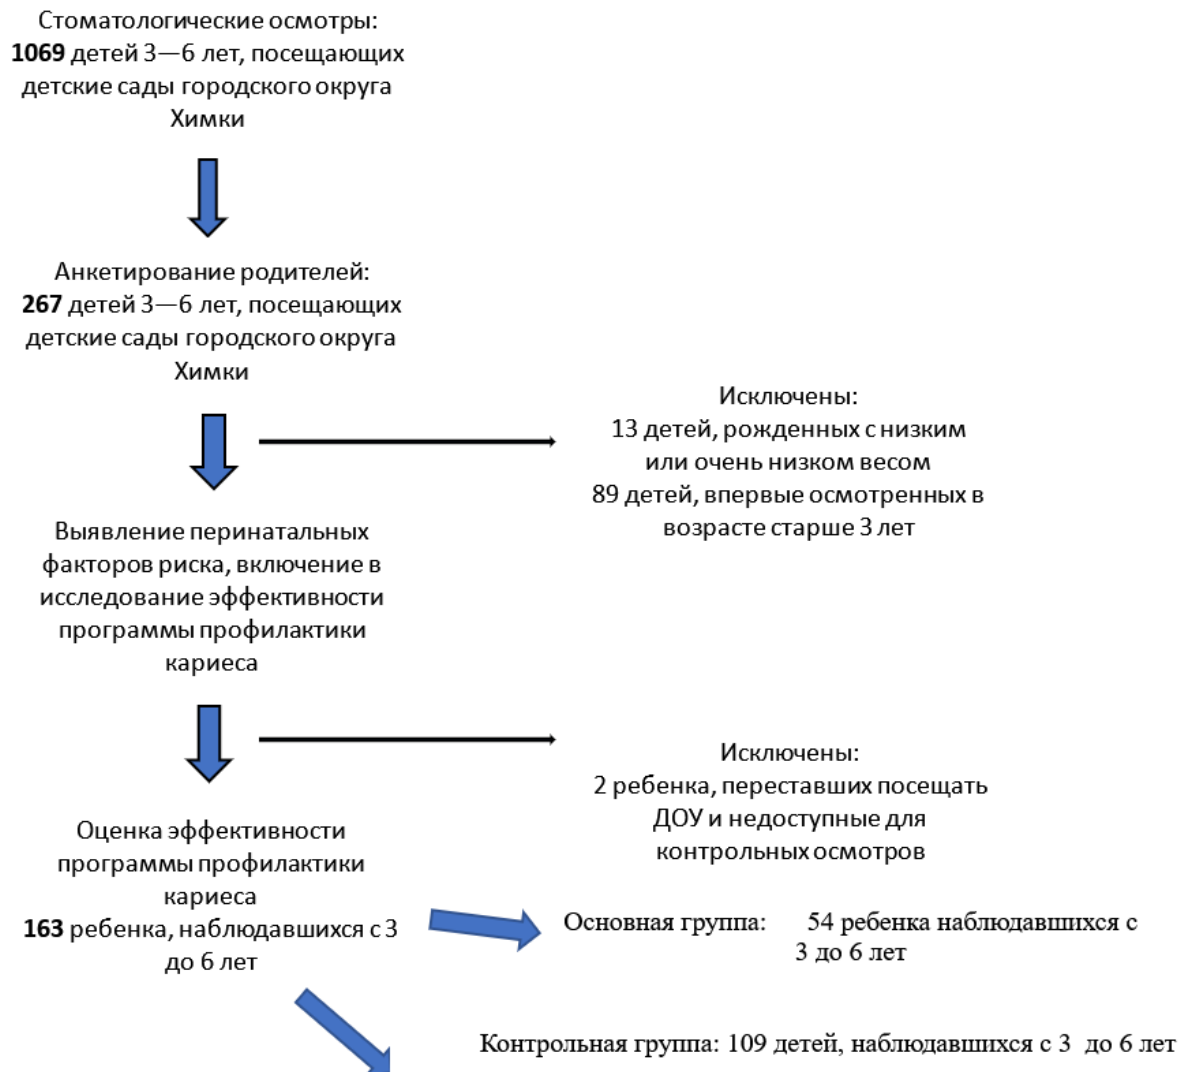 Стоматологические осмотры:
1069 детей 3—6 лет, посещающих
детские сады городского округа
Химки
Анкетирование родителей:
267 детей 3—6 лет, посещающих
детские сады городского округа
Химки
Исключены:
13 детей, рожденных с низким
или очень низком весом
89 детей, впервые осмотренных в
возрасте старше 3 лет
Выявление перинатальных
факторов риска, включение в
исследование эффективности
программы профилактики
кариеса
Исключены:
2 ребенка, переставших посещать
ДОУ и недоступные для
контрольных осмотров
Оценка эффективности
программы профилактики
кариеса
163 ребенка, наблюдавшихся с 3
до 6 лет
Основная группа: 54 ребенка наблюдавшихся с
3 до 6 лет
Контрольная группа: 109 детей, наблюдавшихся с 3 до 6 лет